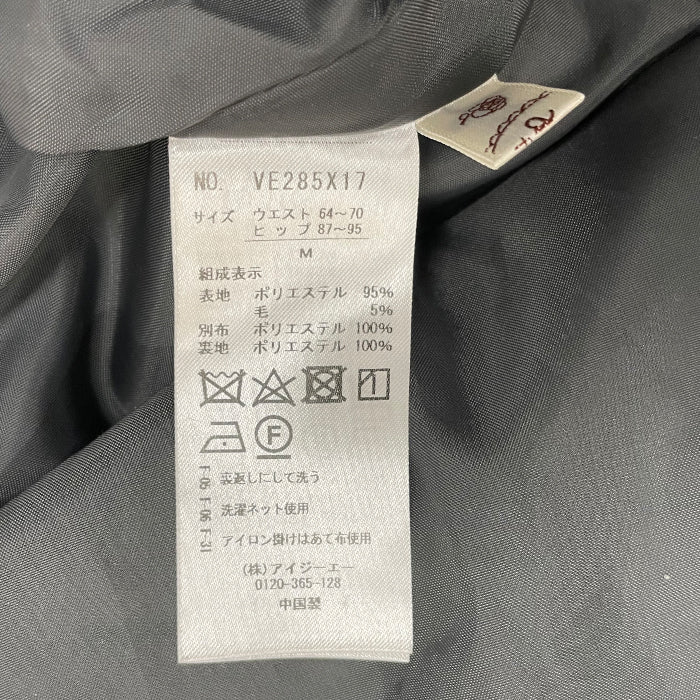 NO. VE285X17
サイズ ウエスト 64〜70
ヒップ 87〜95
M
組成表示
表地 ポリエステル 95%
毛 5%
別布 ポリエステル 100%
裏地 ポリエステル 100%
F
F-05 F-06 F-31
裏返しにして洗う
洗濯ネット使用
アイロン掛けはあて布使用
(株)アイジーエー
0120-365-128
中国製